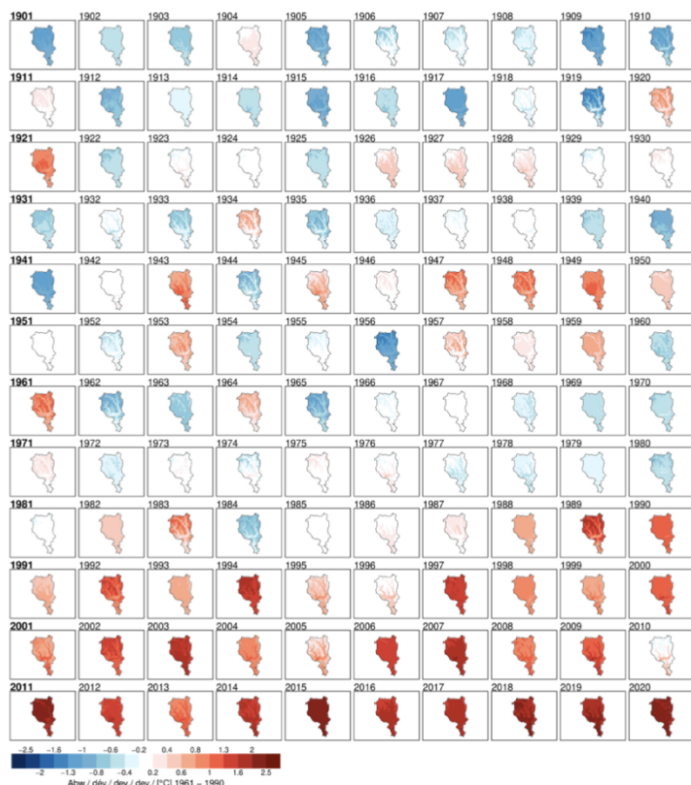 1901 1902 1903 1904 1905 1906 1907 1908 1909 1910
1911 1912 1913 1914 1915 1916 1917 1918 1919 1920
1921 1922 1923 1924 1925 1926 1927 1928 1929 1930
1931 1932 1933 1934 1935 1936 1937 1938 1939 1940
1941 1942 1943 1944 1945 1946 1947 1948 1949 1950
1951 1952 1953 1954 1955 1956 1957 1958 1959 1960
1961 1962 1963 1964 1965 1966 1967 1968 1969 1970
1971 1972 1973 1974 1975 1976 1977 1978 1979 1980
1981 1982 1983 1984 1985 1986 1987 1988 1989 1990
1991 1992 1993 1994 1995 1996 1997 1998 1999 2000
2001 2002 2003 2004 2005 2006 2007 2008 2009 2010
2011 2012 2013 2014 2015 2016 2017 2018 2019 2020
−2.5 −1.6 −1 −0.6 −0.2 0.4 0.8 1.3 2
−2 −1.3 −0.8 −0.4 0.2 0.6 1 1.6 2.5
Abw / dév / dev / dev / [°C] 1961 − 1990